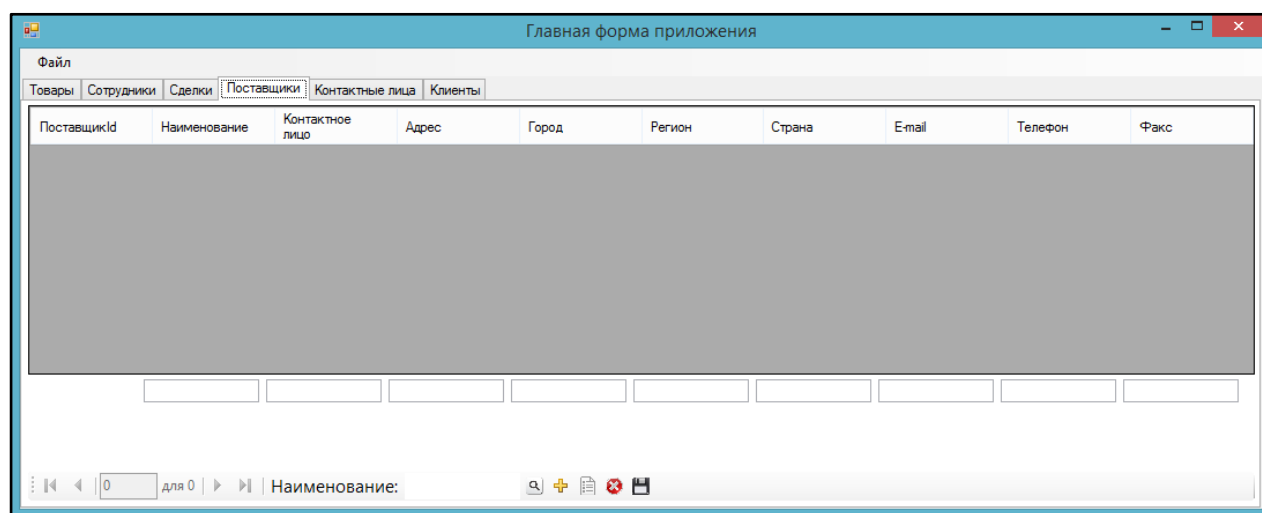 Главная форма приложения
Файл
Товары Сотрудники Сделки Поставщики Контактные лица Клиенты
ПоставщикId Наименование Контактное лицо Адрес Город Регион Страна E-mail Телефон Факс
0 для 0 Наименование: